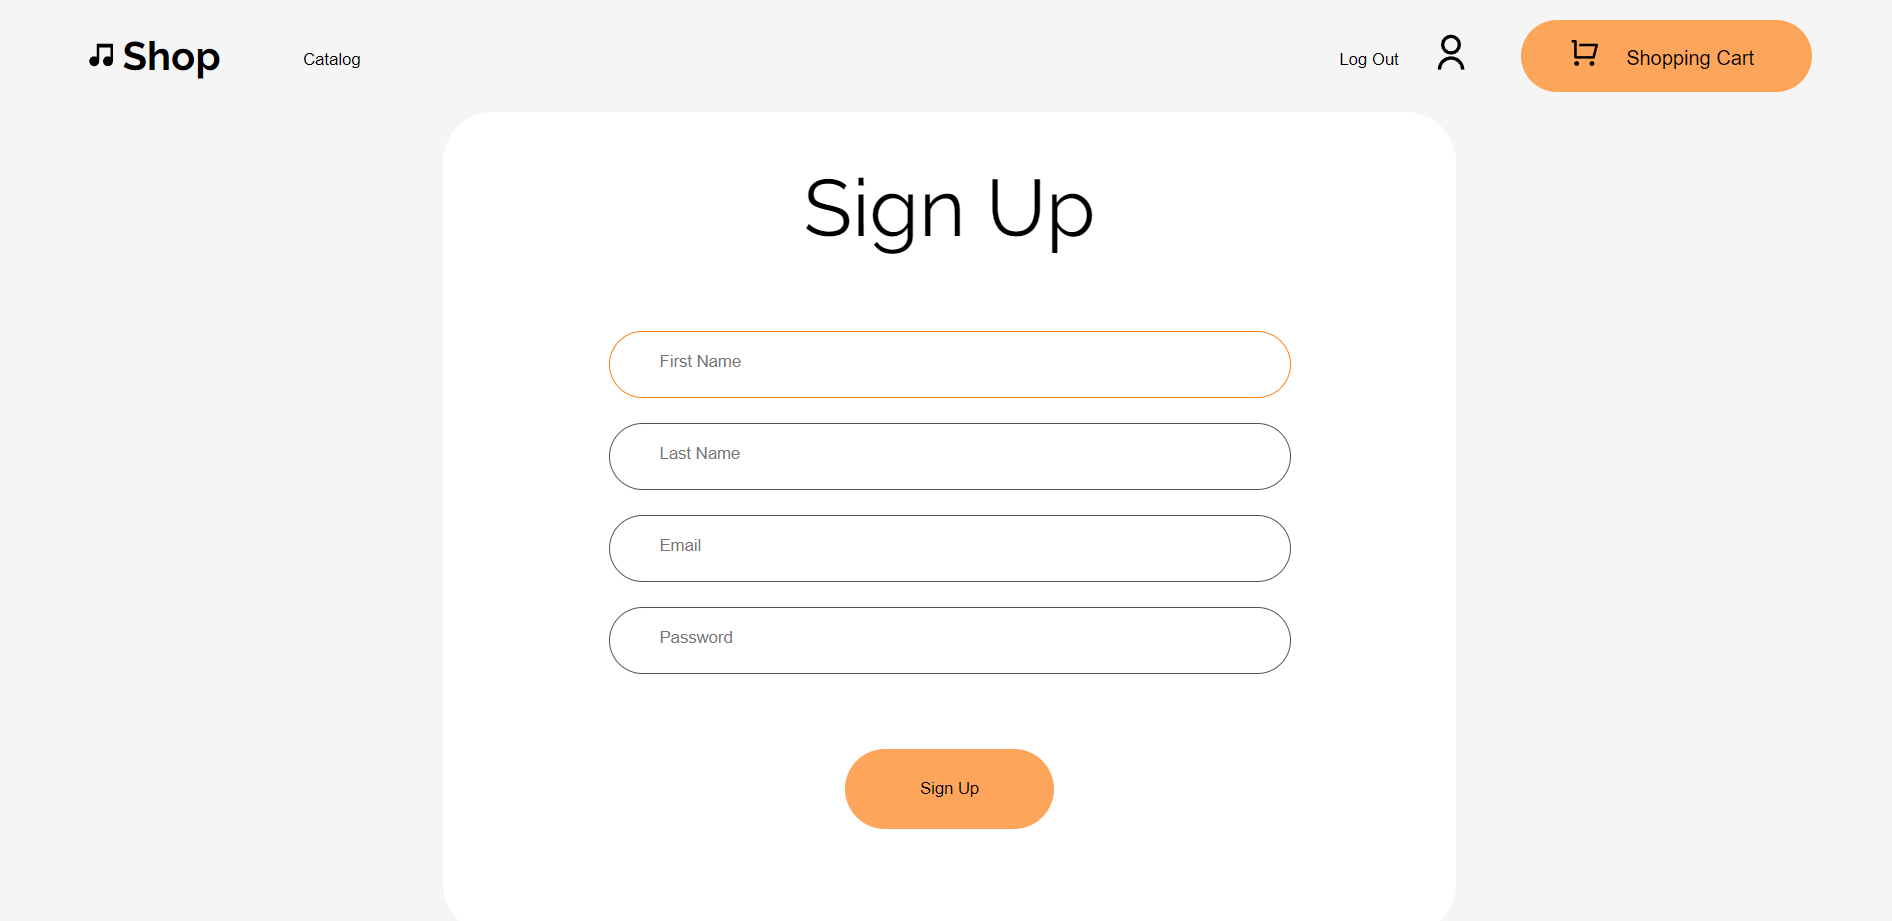 Shop
Catalog
Log Out
Shopping Cart
Sign Up
First Name
Last Name
Email
Password
Sign Up